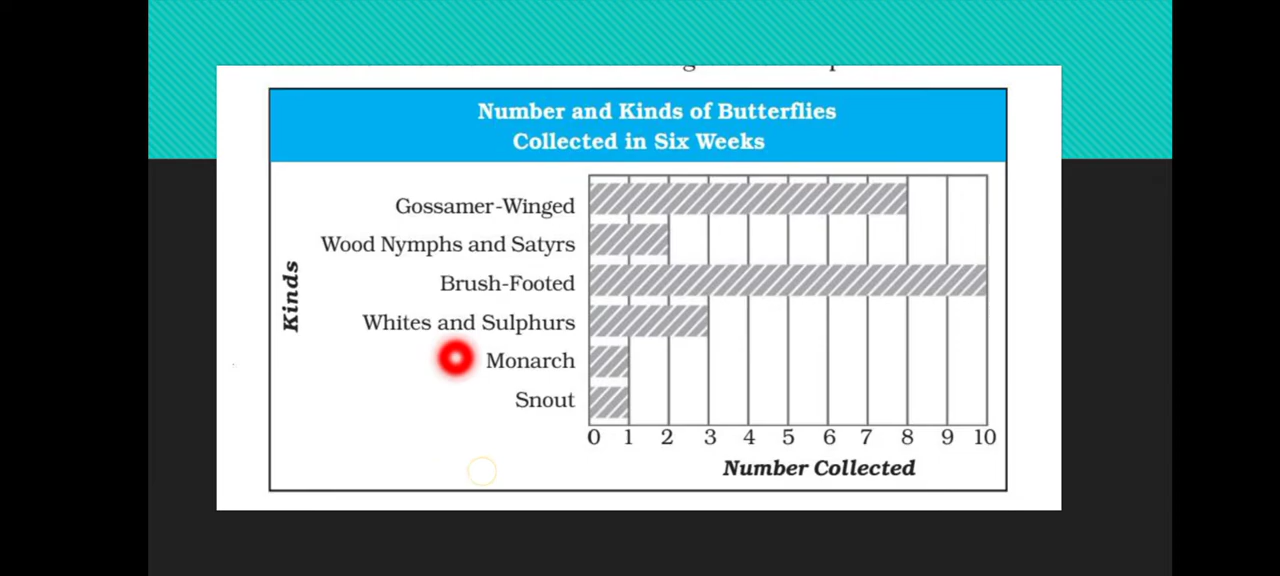 Number and Kinds of Butterflies
Collected in Six Weeks
Kinds
Gossamer-Winged
Wood Nymphs and Satyrs
Brush-Footed
Whites and Sulphurs
Monarch
Snout
0 1 2 3 4 5 6 7 8 9 10
Number Collected